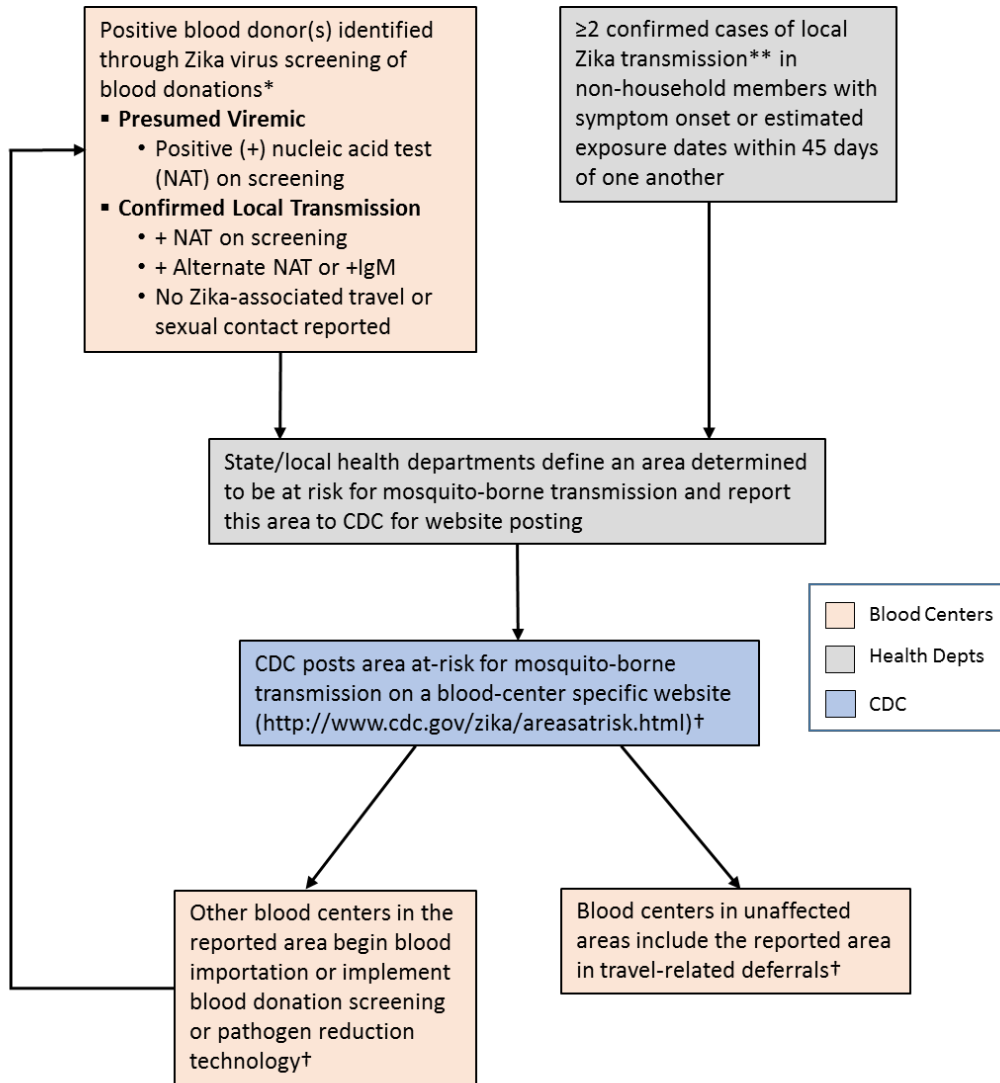 Positive blood donor(s) identified
through Zika virus screening of
blood donations*
▪ Presumed Viremic
• Positive (+) nucleic acid test
(NAT) on screening
▪ Confirmed Local Transmission
• + NAT on screening
• + Alternate NAT or +IgM
• No Zika-associated travel or
sexual contact reported
≥2 confirmed cases of local
Zika transmission** in
non-household members with
symptom onset or estimated
exposure dates within 45 days
of one another
State/local health departments define an area determined
to be at risk for mosquito-borne transmission and report
this area to CDC for website posting
Blood Centers
Health Depts
CDC
CDC posts area at-risk for mosquito-borne
transmission on a blood-center specific website
(http://www.cdc.gov/zika/areasatrisk.html)†
Other blood centers in the
reported area begin blood
importation or implement
blood donation screening
or pathogen reduction
technology†
Blood centers in unaffected
areas include the reported area
in travel-related deferrals†